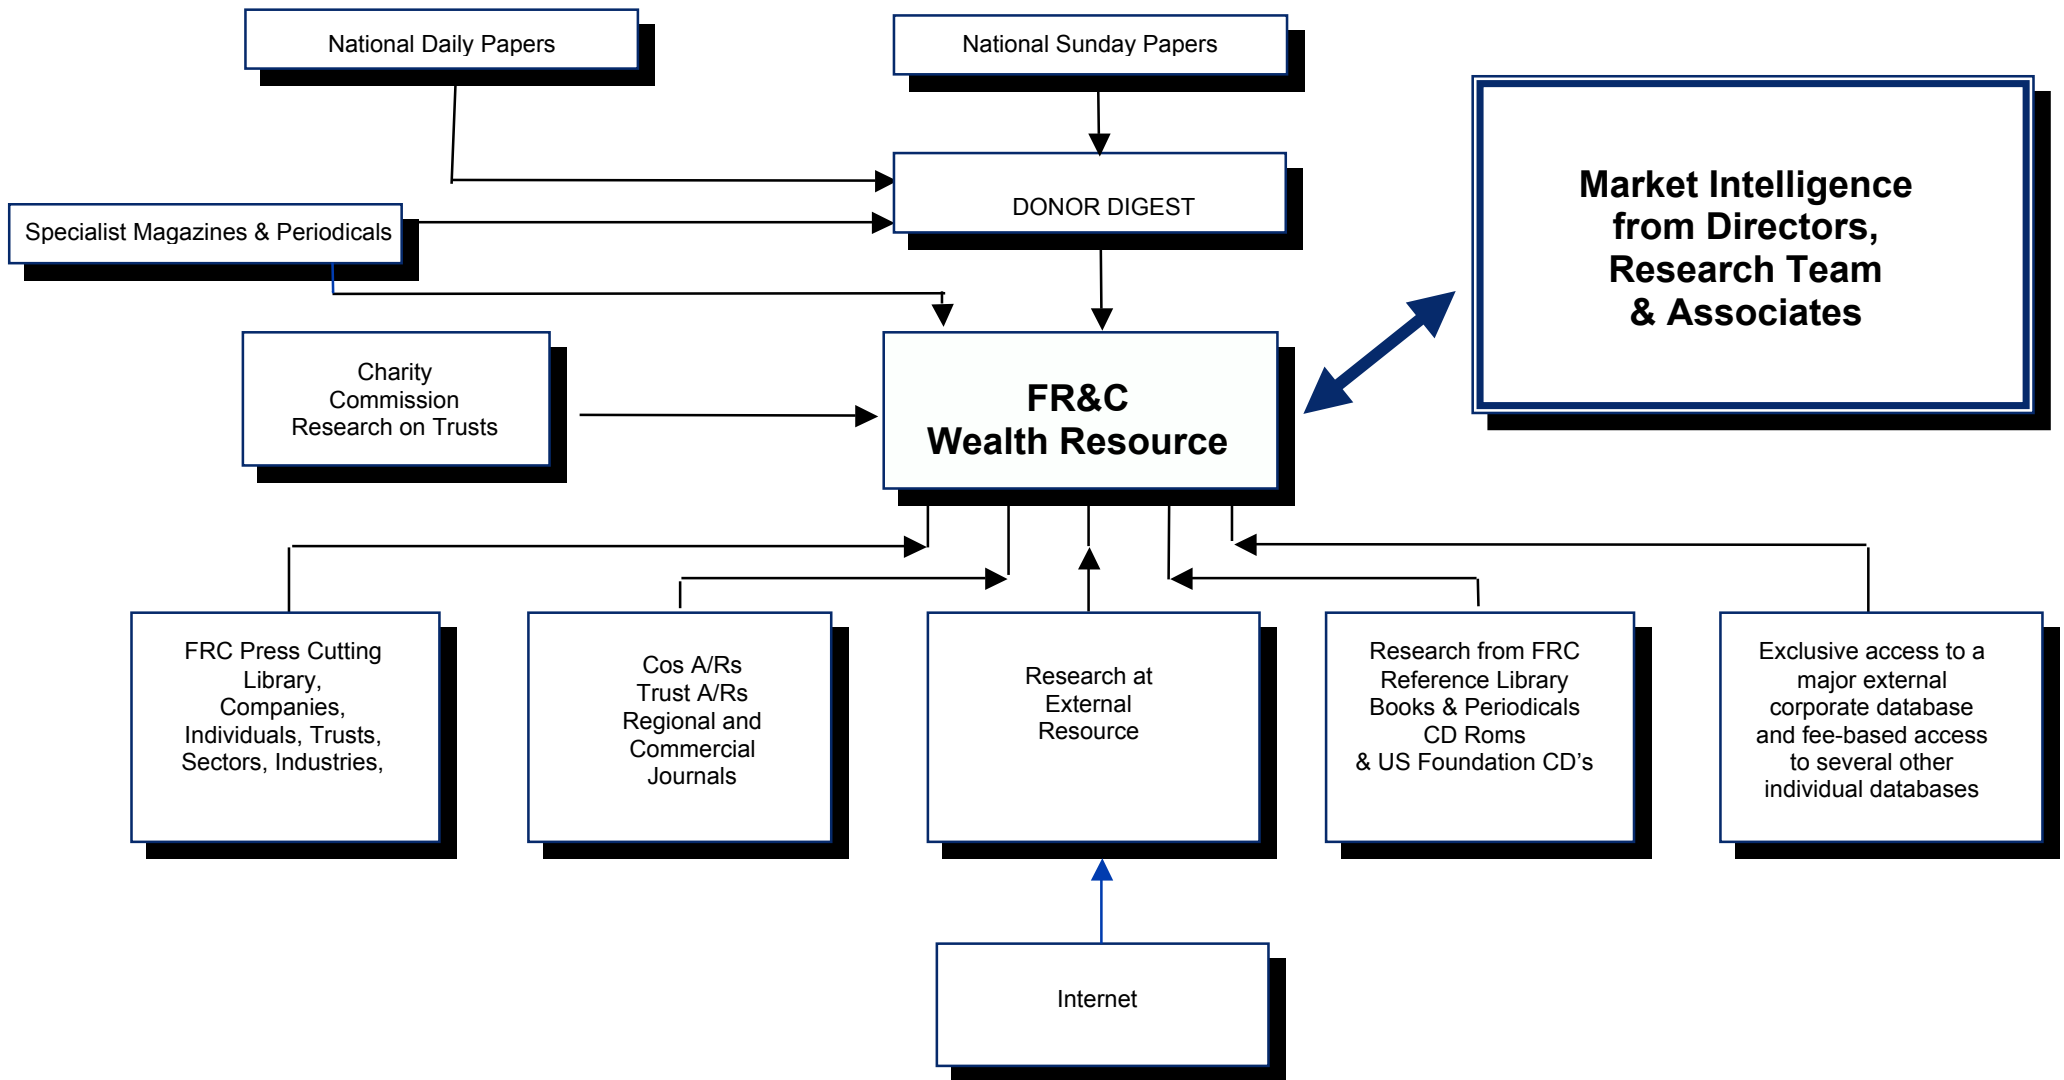 National Daily Papers
National Sunday Papers
Market Intelligence
from Directors,
Research Team
& Associates
DONOR DIGEST
Specialist Magazines & Periodicals
Charity
Commission
Research on Trusts
FR&C
Wealth Resource
FRC Press Cutting
Library,
Companies,
Individuals, Trusts,
Sectors, Industries,
Cos A/Rs
Trust A/Rs
Regional and
Commercial
Journals
Research at
External
Resource
Research from FRC
Reference Library
Books & Periodicals
CD Roms
& US Foundation CD’s
Exclusive access to a
major external
corporate database
and fee-based access
to several other
individual databases
Internet